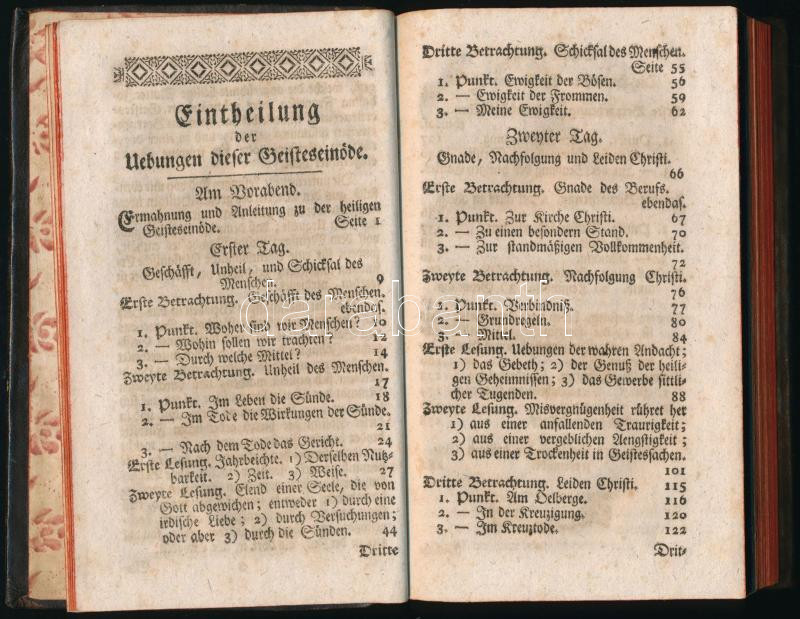 Eintheilung
der
Uebungen dieser Geisteseinöde.
Am Vorabend.
Ermahnung und Anleitung zu der heiligen
Geisteseinöde. Seite 1
Erster Tag.
Geschäfft, Unheil, und Schicksal des
Menschen. 9
Erste Betrachtung. Geschäfft des Menschen.
ebendas.
1. Punkt. Woher sind wir Menschen? 10
2. — Wohin sollen wir trachten? 12
3. — Durch welche Mittel? 14
Zweyte Betrachtung. Unheil des Menschen.
17
1. Punkt. Im Leben die Sünde. 18
2. — Im Tode die Wirkungen der Sünde.
21
3. — Nach dem Tode das Gericht. 24
Erste Lesung. Jahrbeichte. 1) Derselben Nutz-
barkeit. 2) Zeit. 3) Weise. 27
Zweyte Lesung. Elend einer Seele, die von
Gott abgewichen; entweder 1) durch eine
irdische Liebe; 2) durch Versuchungen;
oder aber 3) durch die Sünden. 44
Dritte
Dritte Betrachtung. Schicksal des Menschen.
Seite 55
1. Punkt. Ewigkeit der Bösen. 56
2. — Ewigkeit der Frommen. 59
3. — Meine Ewigkeit. 62
Zweyter Tag.
Gnade, Nachfolgung und Leiden Christi.
66
Erste Betrachtung. Gnade des Berufs.
ebendas.
1. Punkt. Zur Kirche Christi. 67
2. — Zu einen besondern Stand. 70
3. — Zur standmäßigen Vollkommenheit.
72
Zweyte Betrachtung. Nachfolgung Christi.
76
1. Punkt. Verbindniß. 77
2. — Grundregeln. 80
3. — Mittel. 84
Erste Lesung. Uebungen der wahren Andacht;
1) das Gebeth; 2) der Genuß der heili-
gen Geheimnissen; 3) das Gewerbe sittli-
cher Tugenden. 88
Zweyte Lesung. Misvergnügenheit rühret her
1) aus einer anfallenden Traurigkeit;
2) aus einer vergeblichen Aengstigkeit;
3) aus einer Trockenheit in Geistessachen.
101
Dritte Betrachtung. Leiden Christi. 115
1. Punkt. Am Oelberge. 116
2. — In der Kreuzigung. 120
3. — Im Kreuztode. 122
Drit-
darabanth